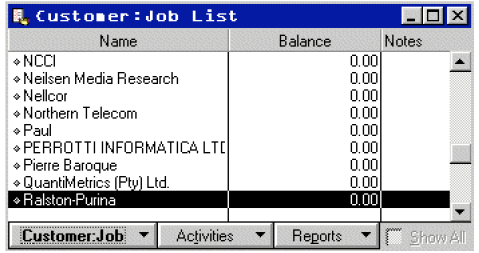 Customer:Job List
Name Balance Notes
NCCI 0.00
Neilsen Media Research 0.00
Nellcor 0.00
Northern Telecom 0.00
Paul 0.00
PERROTTI INFORMATICA LTD 0.00
Pierre Baroque 0.00
QuantiMetrics (Pty) Ltd. 0.00
Ralston-Purina 0.00
Customer:Job Activities Reports Show All